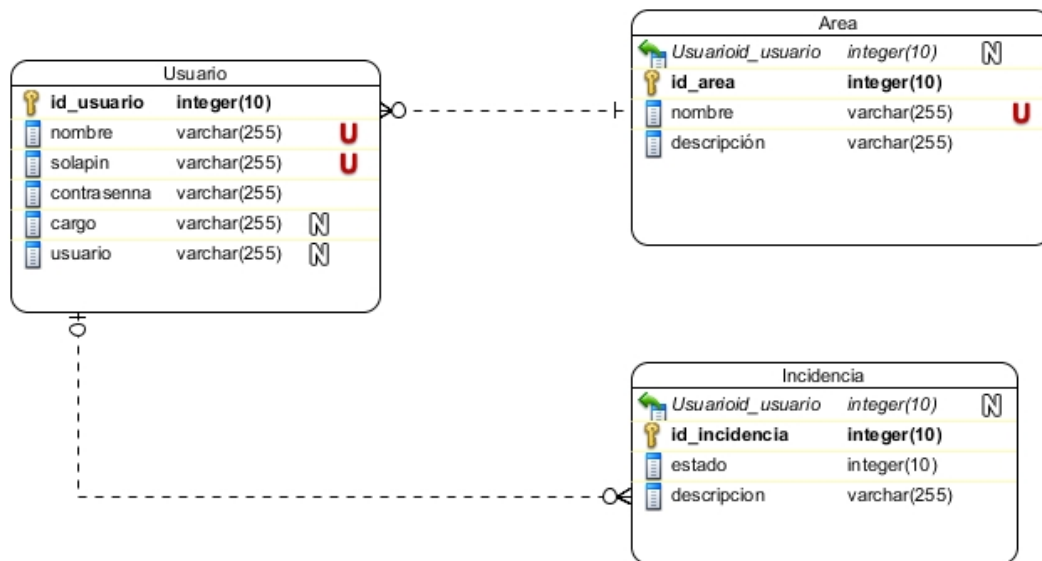 Usuario
id_usuario integer(10)
nombre varchar(255) U
solapin varchar(255) U
contrasenna varchar(255)
cargo varchar(255) N
usuario varchar(255) N
Area
Usuarioid_usuario integer(10) N
id_area integer(10)
nombre varchar(255) U
descripción varchar(255)
Incidencia
Usuarioid_usuario integer(10) N
id_incidencia integer(10)
estado integer(10)
descripcion varchar(255)